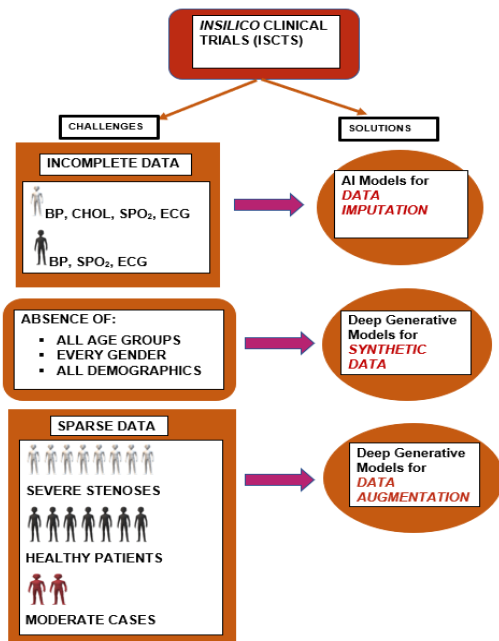 INSILICO CLINICAL
TRIALS (ISCTS)
CHALLENGES
SOLUTIONS
INCOMPLETE DATA
BP, CHOL, SPO₂, ECG
BP, SPO₂, ECG
AI Models for
DATA
IMPUTATION
ABSENCE OF:
▪ ALL AGE GROUPS
▪ EVERY GENDER
▪ ALL DEMOGRAPHICS
Deep Generative
Models for
SYNTHETIC
DATA
SPARSE DATA
SEVERE STENOSES
HEALTHY PATIENTS
MODERATE CASES
Deep Generative
Models for
DATA
AUGMENTATION